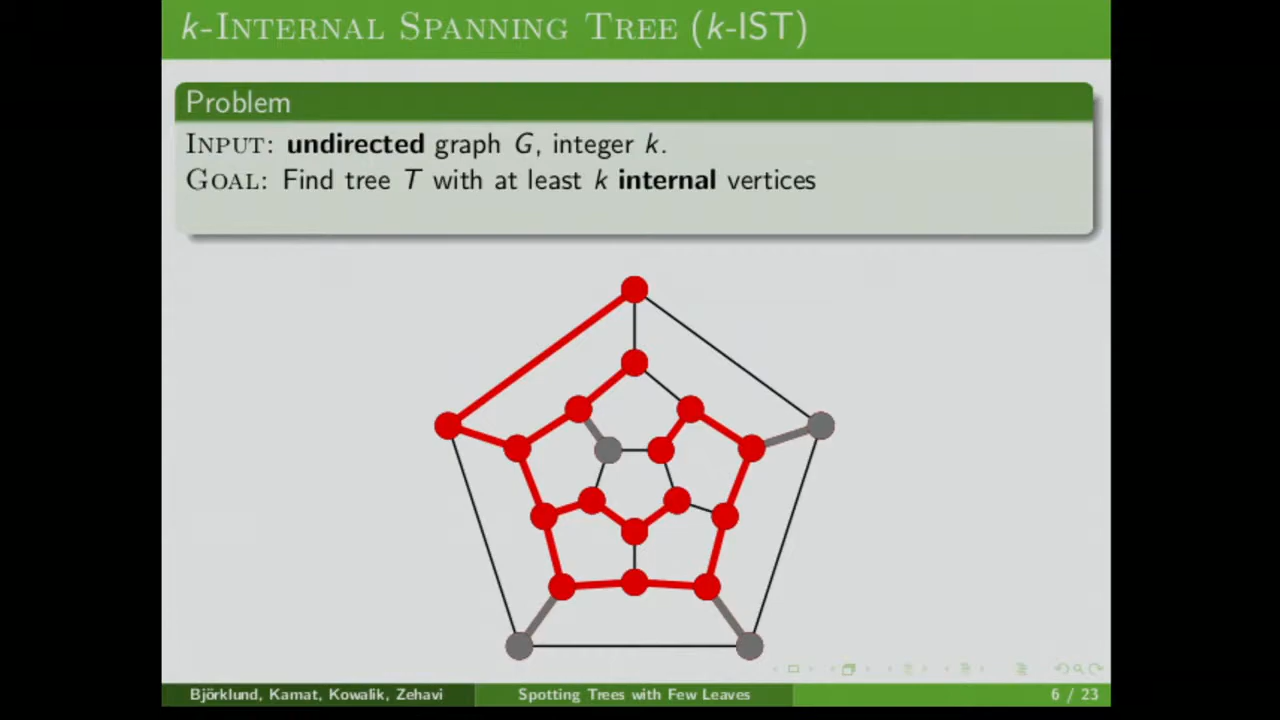 k-Internal Spanning Tree (k-IST)
Problem
Input: undirected graph G, integer k.
Goal: Find tree T with at least k internal vertices
Björklund, Kamat, Kowalik, Zehavi
Spotting Trees with Few Leaves
6 / 23